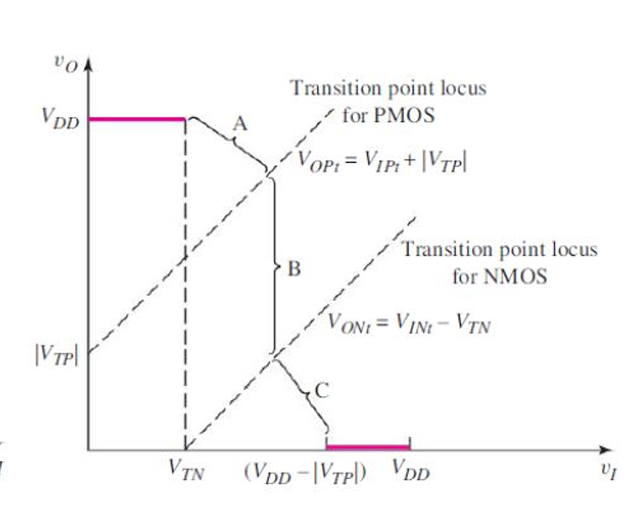 v_O
Transition point locus
for PMOS
V_DD
A
V_OPt = V_IPt + |V_TP|
Transition point locus
for NMOS
B
V_ONt = V_INt − V_TN
|V_TP|
C
V_TN
(V_DD − |V_TP|)
V_DD
v_I